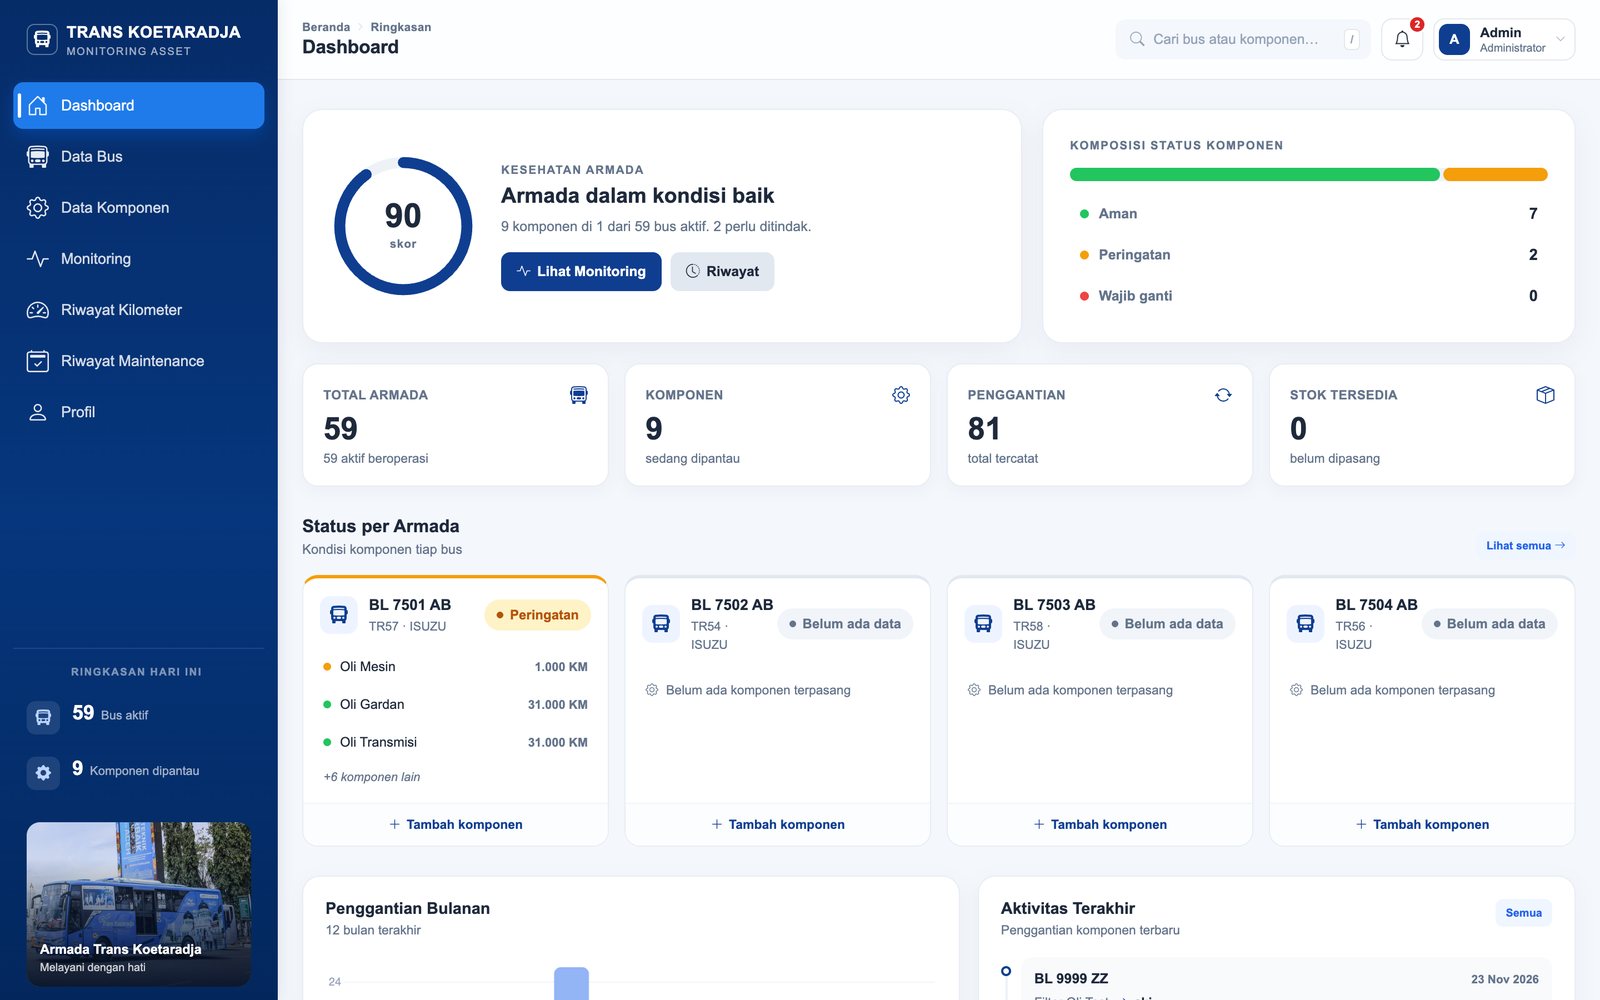 TRANS KOETARADJA
MONITORING ASSET
Dashboard
Data Bus
Data Komponen
Monitoring
Riwayat Kilometer
Riwayat Maintenance
Profil
RINGKASAN HARI INI
59 Bus aktif
9 Komponen dipantau
Armada Trans Koetaradja
Melayani dengan hati
Beranda Ringkasan
Dashboard
Cari bus atau komponen... /
2
A
Admin
Administrator
90
skor
KESEHATAN ARMADA
Armada dalam kondisi baik
9 komponen di 1 dari 59 bus aktif. 2 perlu ditindak.
Lihat Monitoring
Riwayat
KOMPOSISI STATUS KOMPONEN
Aman 7
Peringatan 2
Wajib ganti 0
TOTAL ARMADA
59
59 aktif beroperasi
KOMPONEN
9
sedang dipantau
PENGGANTIAN
81
total tercatat
STOK TERSEDIA
0
belum dipasang
Status per Armada
Kondisi komponen tiap bus
Lihat semua →
BL 7501 AB
TR57 · ISUZU
Peringatan
Oli Mesin 1.000 KM
Oli Gardan 31.000 KM
Oli Transmisi 31.000 KM
+6 komponen lain
+ Tambah komponen
BL 7502 AB
TR54 ·
ISUZU
Belum ada data
Belum ada komponen terpasang
+ Tambah komponen
BL 7503 AB
TR58 ·
ISUZU
Belum ada data
Belum ada komponen terpasang
+ Tambah komponen
BL 7504 AB
TR56 ·
ISUZU
Belum ada data
Belum ada komponen terpasang
+ Tambah komponen
Penggantian Bulanan
12 bulan terakhir
24
Aktivitas Terakhir
Penggantian komponen terbaru
Semua
BL 9999 ZZ
23 Nov 2026